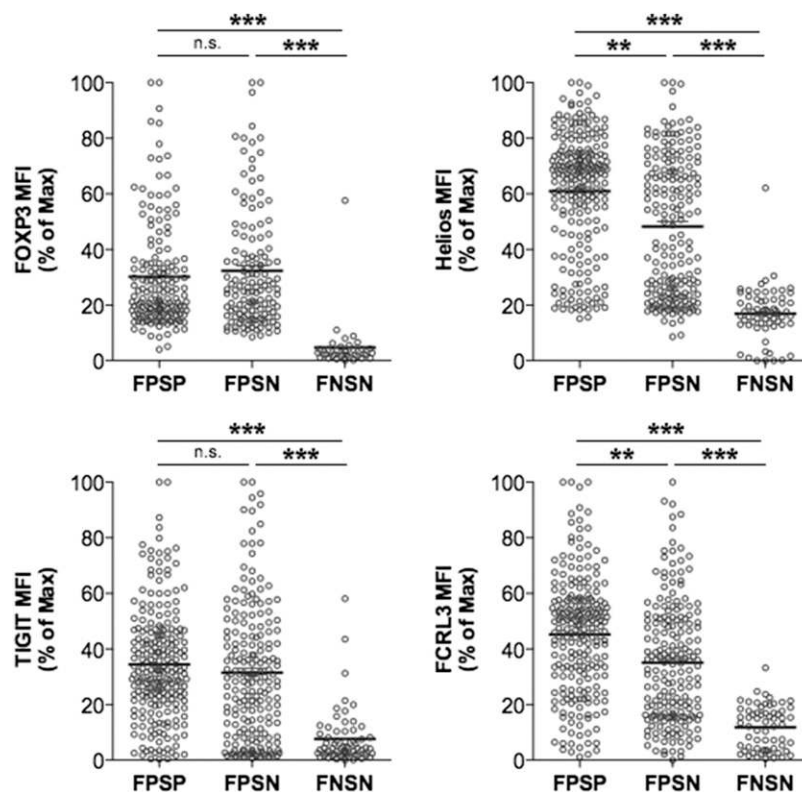 ***
n.s.
***
100
80
60
40
20
0
FOXP3 MFI
(% of Max)
FPSP
FPSN
FNSN
***
**
***
100
80
60
40
20
0
Helios MFI
(% of Max)
FPSP
FPSN
FNSN
***
n.s.
***
100
80
60
40
20
0
TIGIT MFI
(% of Max)
FPSP
FPSN
FNSN
***
**
***
100
80
60
40
20
0
FCRL3 MFI
(% of Max)
FPSP
FPSN
FNSN